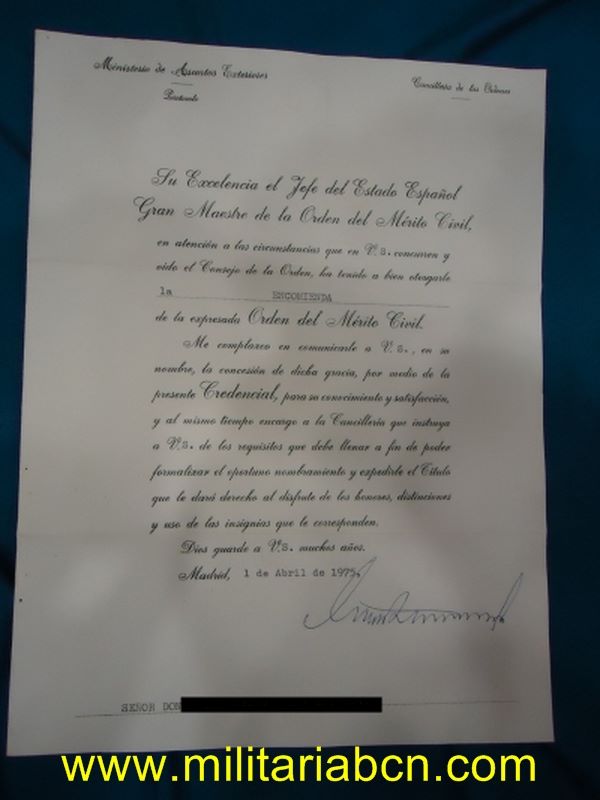 Ministerio de Asuntos Exteriores
Protocolo
Cancillería de las Ordenes
Su Excelencia el Jefe del Estado Español
Gran Maestre de la Orden del Mérito Civil,
en atención a las circunstancias que en V.S. concurren y
oído el Consejo de la Orden, ha tenido a bien otorgarle
la ENCOMIENDA
de la expresada Orden del Mérito Civil.
Me complazco en comunicarle a V.S., en su
nombre, la concesión de dicha gracia, por medio de la
presente Credencial, para su conocimiento y satisfacción,
y al mismo tiempo encargo a la Cancillería que instruya
a V.S. de los requisitos que debe llenar a fin de poder
formalizar el oportuno nombramiento y expedirle el Título
que le dará derecho al disfrute de los honores, distinciones
y uso de las insignias que le corresponden.
Dios guarde a V.S. muchos años.
Madrid, 1 de Abril de 1975.
SEÑOR DON
www.militariabcn.com